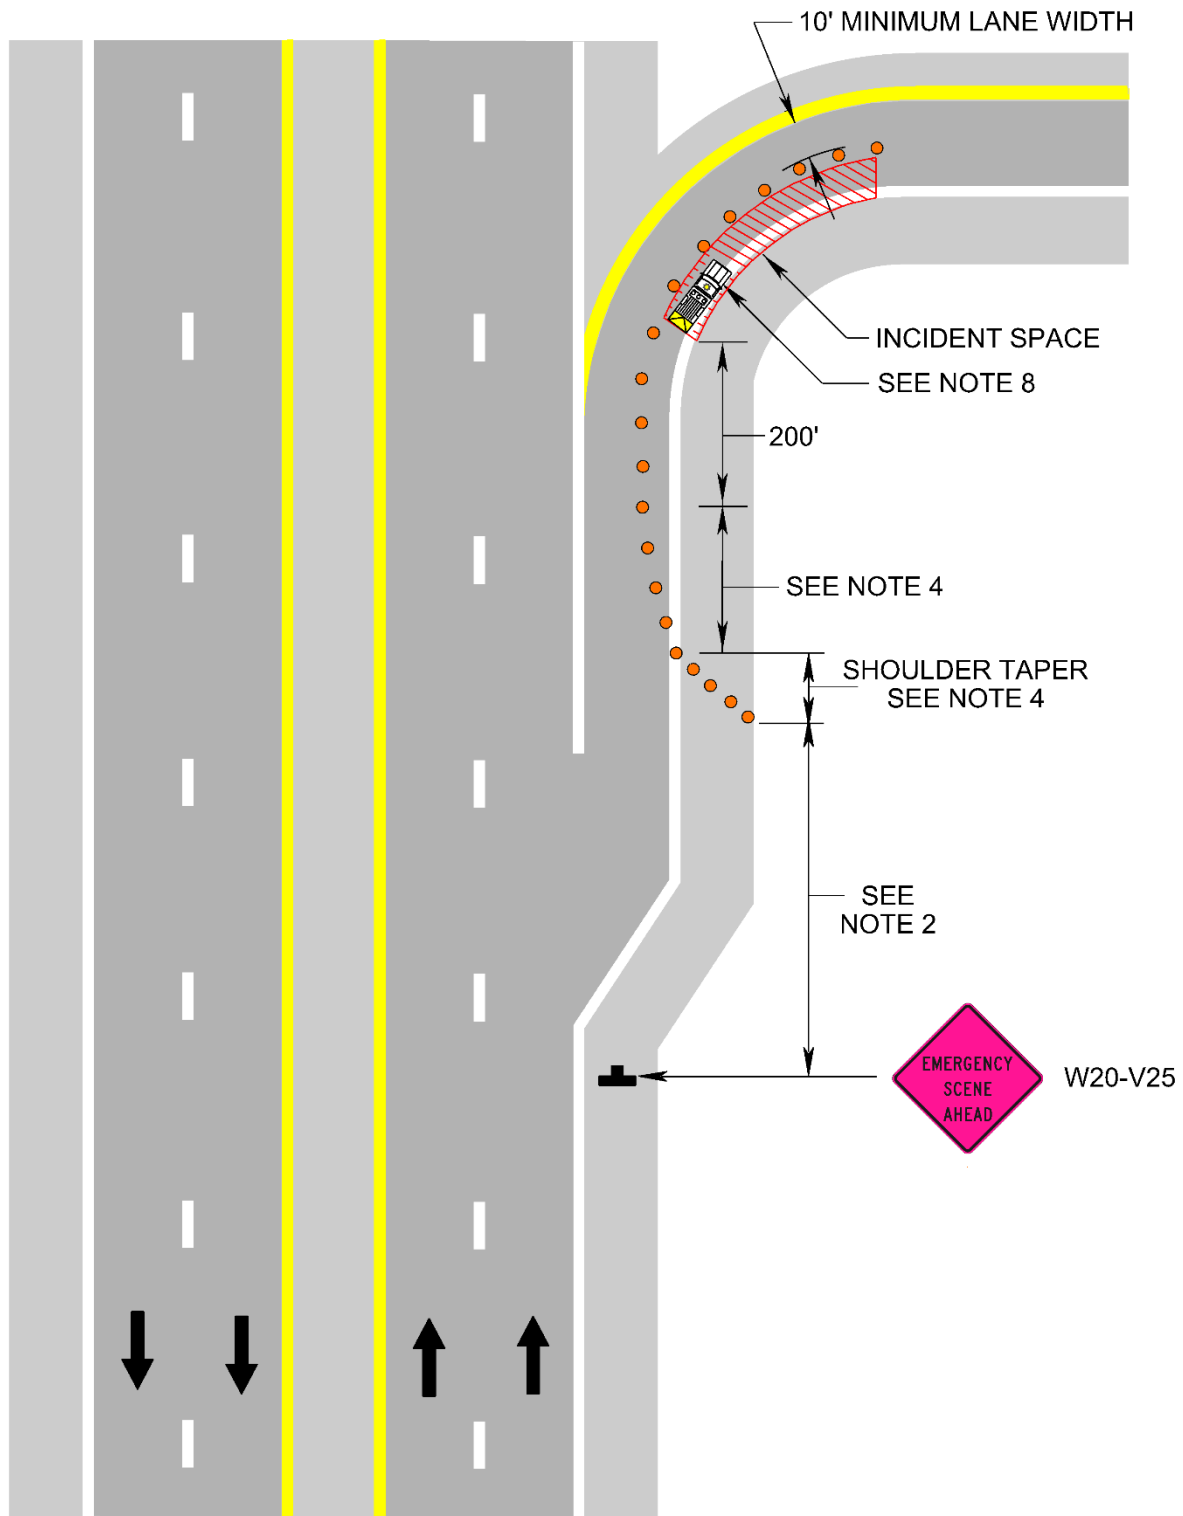 10' MINIMUM LANE WIDTH
INCIDENT SPACE
SEE NOTE 8
200'
SEE NOTE 4
SHOULDER TAPER
SEE NOTE 4
SEE
NOTE 2
EMERGENCY
SCENE
AHEAD
W20-V25